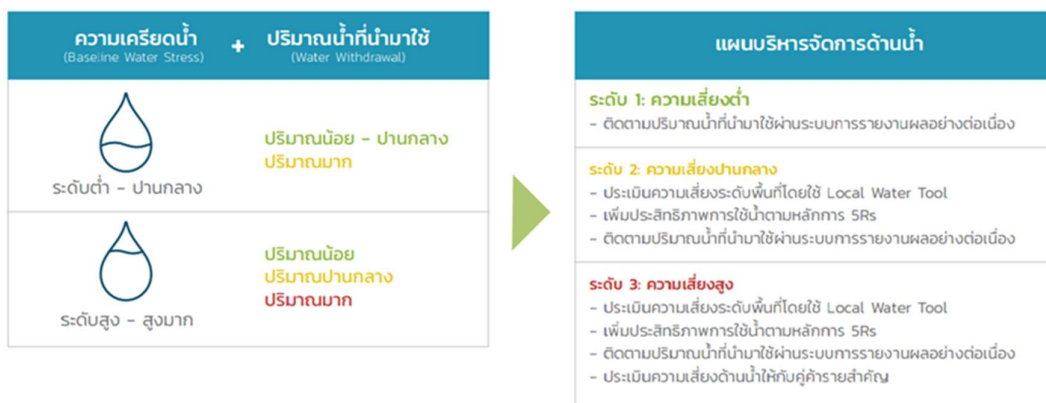 ความเครียดน้ำ + ปริมาณน้ำที่นำมาใช้
(Baseline Water Stress) (Water Withdrawal)
ปริมาณน้อย - ปานกลาง
ปริมาณมาก
ระดับต่ำ - ปานกลาง
ปริมาณน้อย
ปริมาณปานกลาง
ปริมาณมาก
ระดับสูง - สูงมาก
แผนบริหารจัดการด้านน้ำ
ระดับ 1: ความเสี่ยงต่ำ
- ติดตามปริมาณน้ำที่นำมาใช้ผ่านระบบการรายงานผลอย่างต่อเนื่อง
ระดับ 2: ความเสี่ยงปานกลาง
- ประเมินความเสี่ยงระดับพื้นที่โดยใช้ Local Water Tool
- เพิ่มประสิทธิภาพการใช้น้ำตามหลักการ 5Rs
- ติดตามปริมาณน้ำที่นำมาใช้ผ่านระบบการรายงานผลอย่างต่อเนื่อง
ระดับ 3: ความเสี่ยงสูง
- ประเมินความเสี่ยงระดับพื้นที่โดยใช้ Local Water Tool
- เพิ่มประสิทธิภาพการใช้น้ำตามหลักการ 5Rs
- ติดตามปริมาณน้ำที่นำมาใช้ผ่านระบบการรายงานผลอย่างต่อเนื่อง
- ประเมินความเสี่ยงด้านน้ำให้กับคู่ค้ารายสำคัญ